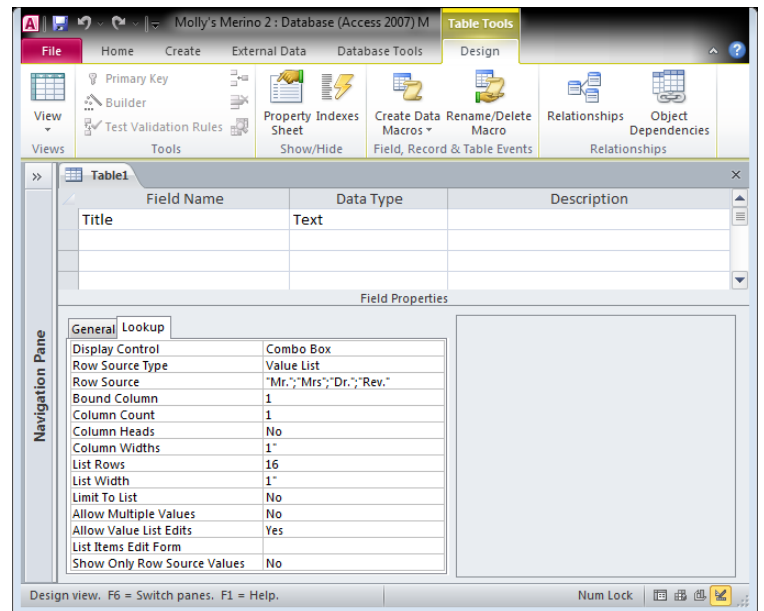 A Molly's Merino 2 : Database (Access 2007) M Table Tools
File Home Create External Data Database Tools Design ?
View
Primary Key
Builder
Test Validation Rules
Property Sheet
Indexes
Create Data Macros
Rename/Delete Macro
Relationships
Object Dependencies
Views Tools Show/Hide Field, Record & Table Events Relationships
» Table1 ×
Field Name Data Type Description
Title Text
Field Properties
Navigation Pane
General Lookup
Display Control Combo Box
Row Source Type Value List
Row Source "Mr.";"Mrs";"Dr.";"Rev."
Bound Column 1
Column Count 1
Column Heads No
Column Widths 1"
List Rows 16
List Width 1"
Limit To List No
Allow Multiple Values No
Allow Value List Edits Yes
List Items Edit Form
Show Only Row Source Values No
Design view. F6 = Switch panes. F1 = Help. Num Lock